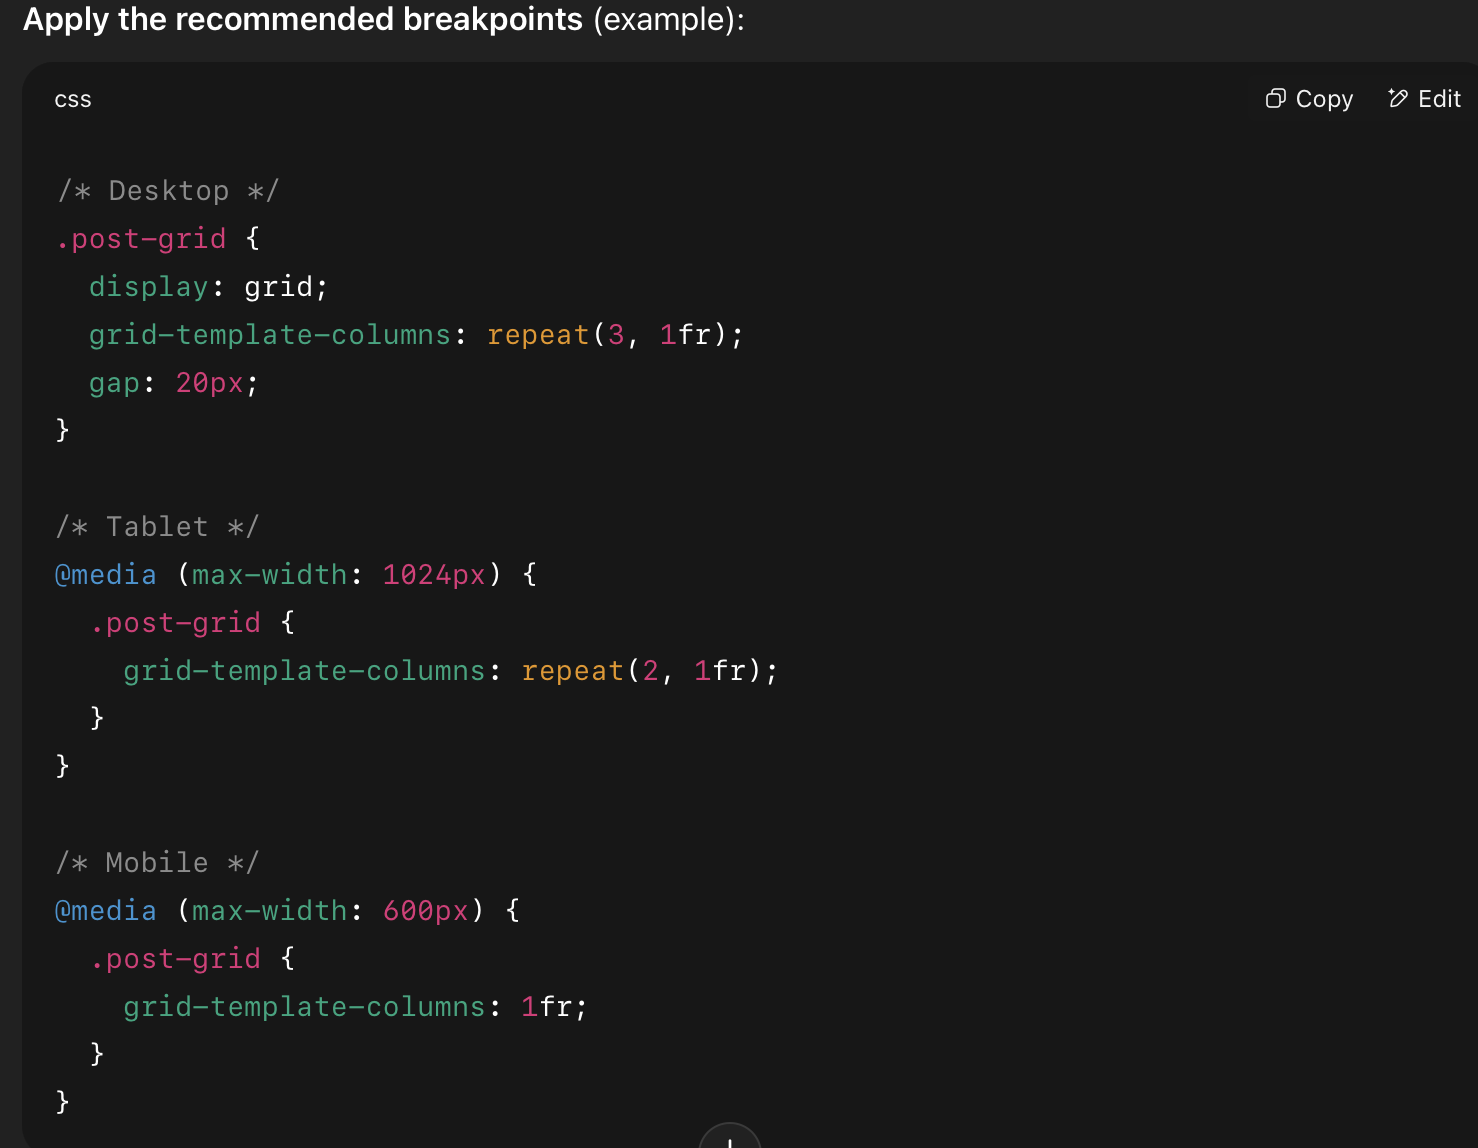 Apply the recommended breakpoints (example):
css
Copy
Edit
/* Desktop */
.post-grid {
  display: grid;
  grid-template-columns: repeat(3, 1fr);
  gap: 20px;
}
/* Tablet */
@media (max-width: 1024px) {
  .post-grid {
    grid-template-columns: repeat(2, 1fr);
  }
}
/* Mobile */
@media (max-width: 600px) {
  .post-grid {
    grid-template-columns: 1fr;
  }
}